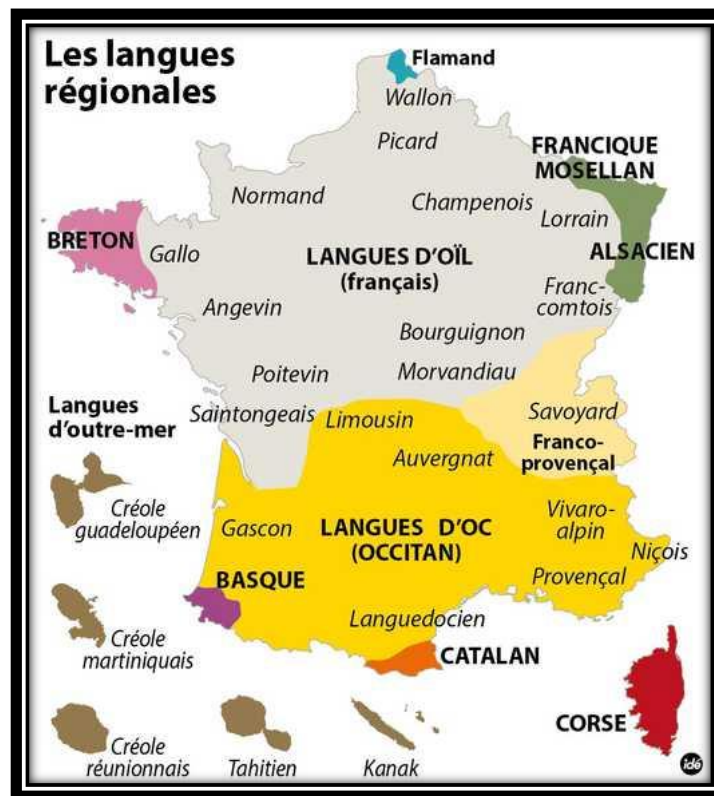 Les langues
régionales
Flamand
Wallon
Picard
FRANCIQUE
MOSELLAN
Normand
Champenois
Lorrain
BRETON
Gallo
LANGUES D'OÏL
(français)
ALSACIEN
Franc-
comtois
Angevin
Bourguignon
Poitevin
Morvandiau
Langues
d'outre-mer
Saintongeais
Limousin
Savoyard
Franco-
provençal
Auvergnat
Créole
guadeloupéen
Gascon
LANGUES D'OC
(OCCITAN)
Vivaro-
alpin
Niçois
BASQUE
Provençal
Languedocien
Créole
martiniquais
CATALAN
CORSE
Créole
réunionnais
Tahitien
Kanak
idé